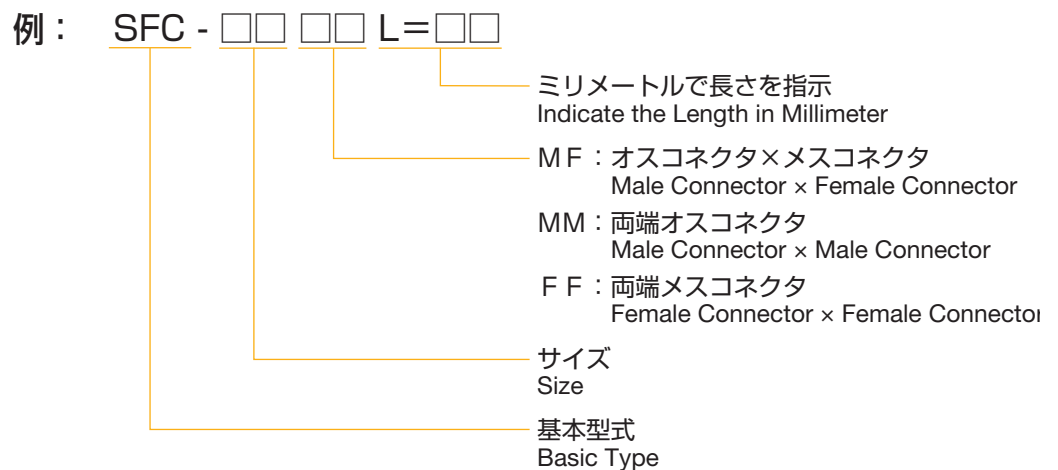 例： SFC - □□ □□ L＝□□
ミリメートルで長さを指示
Indicate the Length in Millimeter
ＭＦ：オスコネクタ×メスコネクタ
Male Connector × Female Connector
ＭＭ：両端オスコネクタ
Male Connector × Male Connector
ＦＦ：両端メスコネクタ
Female Connector × Female Connector
サイズ
Size
基本型式
Basic Type